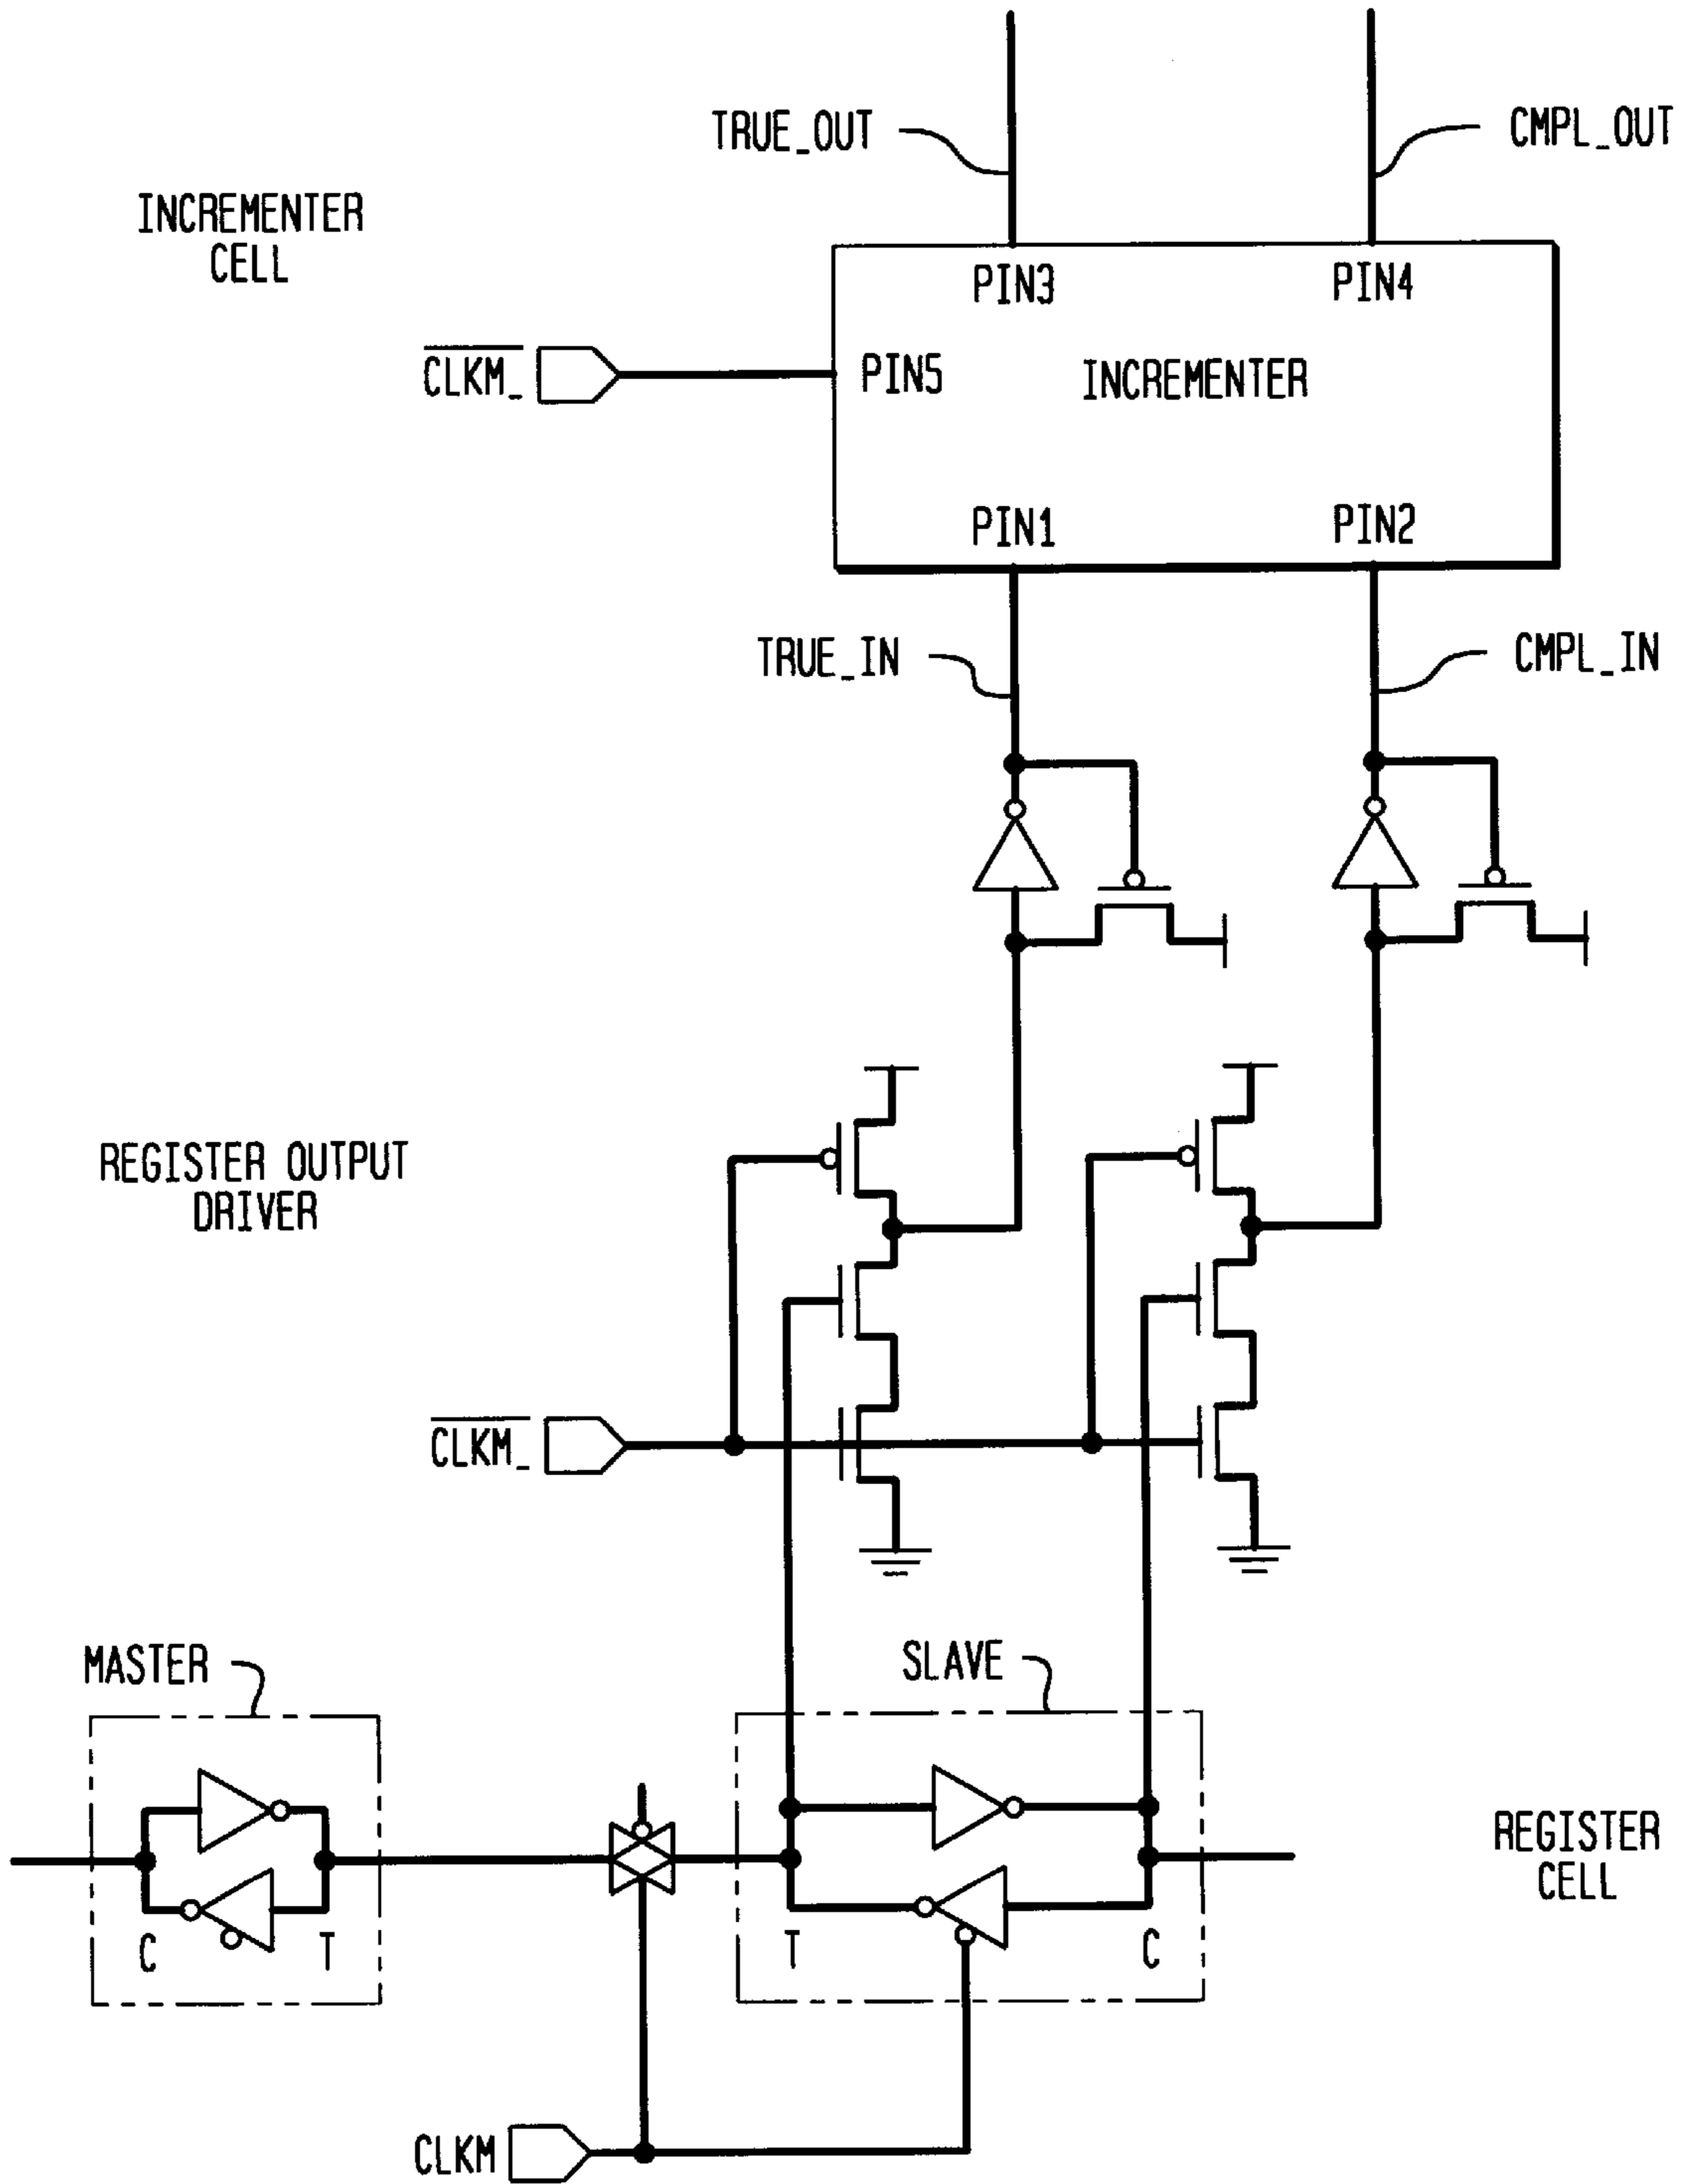 TRUE_OUT
CMPL_OUT
INCREMENTER
CELL
PIN3
PIN4
CLKM_
PIN5
INCREMENTER
PIN1
PIN2
TRUE_IN
CMPL_IN
REGISTER OUTPUT
DRIVER
CLKM_
MASTER
SLAVE
REGISTER
CELL
C
T
T
C
CLKM